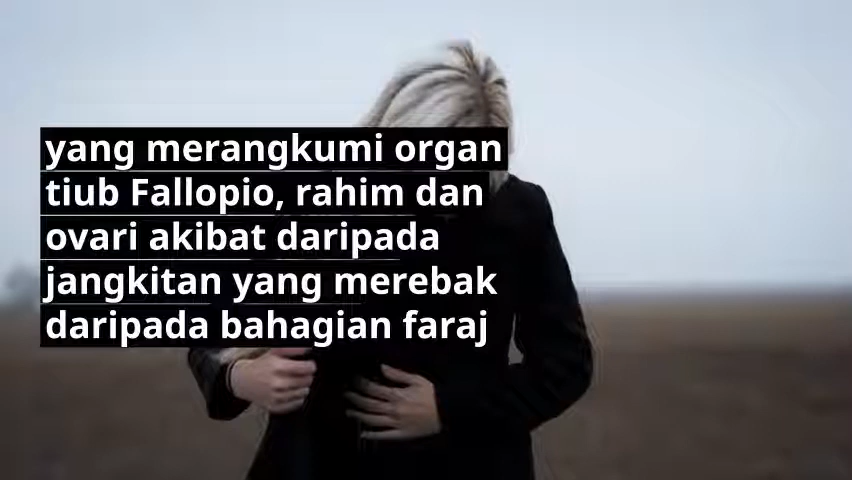 yang merangkumi organ
tiub Fallopio, rahim dan
ovari akibat daripada
jangkitan yang merebak
daripada bahagian faraj